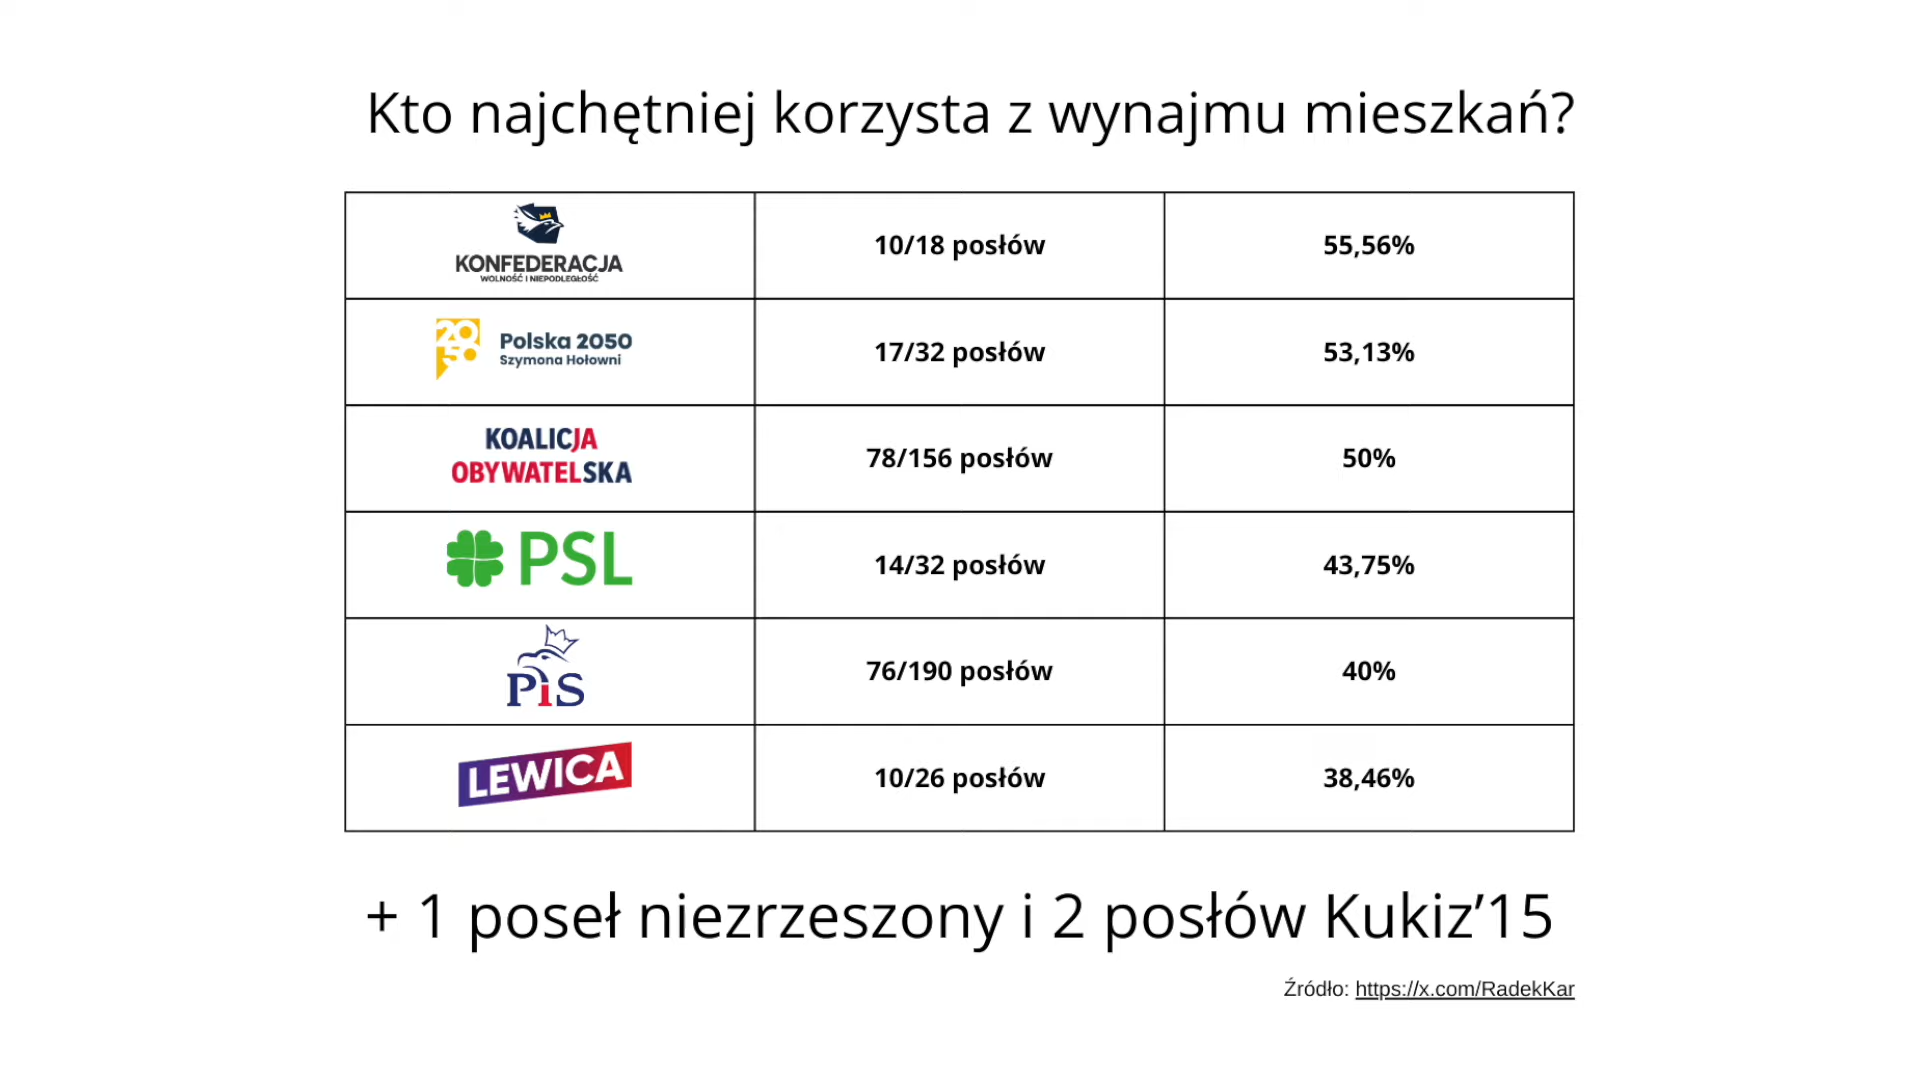 Kto najchętniej korzysta z wynajmu mieszkań?
KONFEDERACJA
WOLNOŚĆ I NIEPODLEGŁOŚĆ
10/18 posłów
55,56%
2050
Polska 2050
Szymona Hołowni
17/32 posłów
53,13%
KOALICJA
OBYWATELSKA
78/156 posłów
50%
PSL
14/32 posłów
43,75%
PiS
76/190 posłów
40%
LEWICA
10/26 posłów
38,46%
+ 1 poseł niezrzeszony i 2 posłów Kukiz’15
Źródło: https://x.com/RadekKar